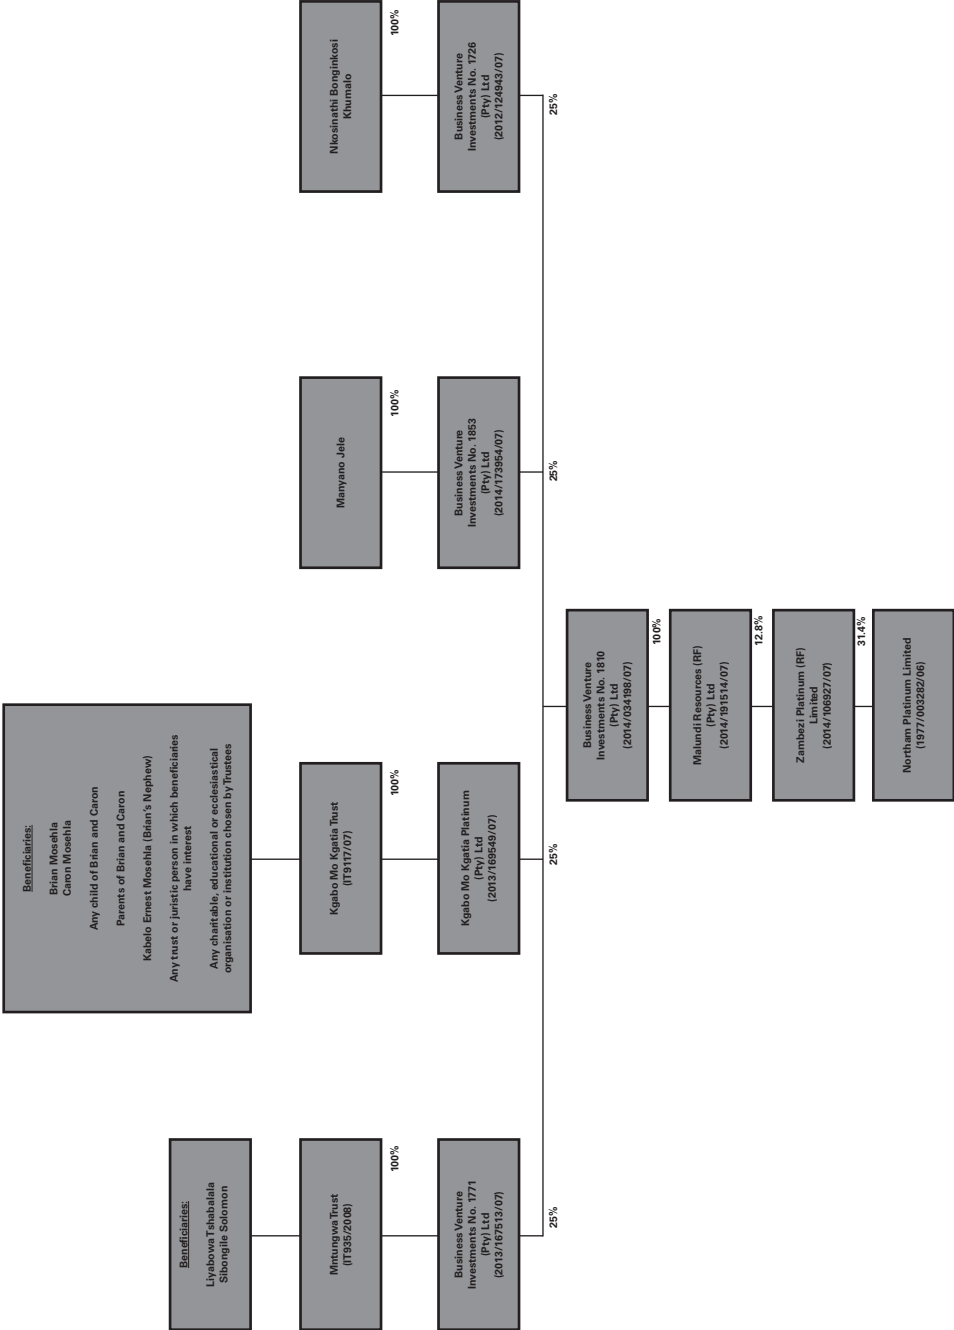 Beneficiaries:
Liyabowa Tshabalala
Sibongile Solomon
Mntungwa Trust
(IT935/2008)
100%
Business Venture
Investments No. 1771
(Pty) Ltd
(2013/167513/07)
25%
Beneficiaries:
Brian Mosehla
Caron Mosehla
Any child of Brian and Caron
Parents of Brian and Caron
Kabelo Ernest Mosehla (Brian's Nephew)
Any trust or juristic person in which beneficiaries
have interest
Any charitable, educational or ecclesiastical
organisation or institution chosen by Trustees
Kgabo Mo Kgatia Trust
(IT9117/07)
100%
Kgabo Mo Kgatia Platinum
(Pty) Ltd
(2013/169549/07)
25%
Manyano Jele
100%
Business Venture
Investments No. 1853
(Pty) Ltd
(2014/173954/07)
25%
Nkosinathi Bonginkosi
Khumalo
100%
Business Venture
Investments No. 1726
(Pty) Ltd
(2012/124943/07)
25%
Business Venture
Investments No. 1810
(Pty) Ltd
(2014/034198/07)
100%
Malundi Resources (RF)
(Pty) Ltd
(2014/191514/07)
12.8%
Zambezi Platinum (RF)
Limited
(2014/106927/07)
31.4%
Northam Platinum Limited
(1977/003282/06)